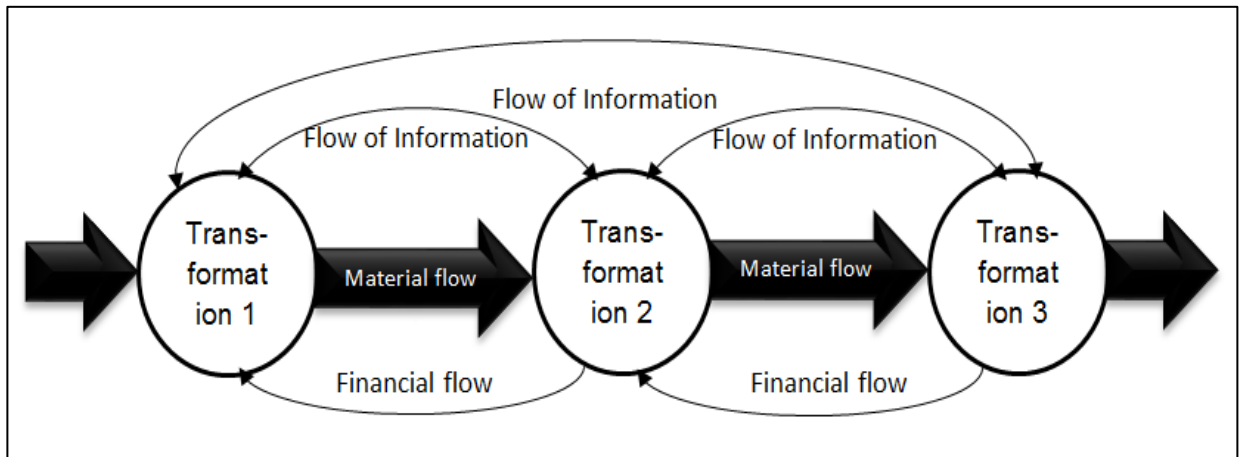 Flow of Information
Flow of Information
Flow of Information
Trans-
format
ion 1
Material flow
Trans-
format
ion 2
Material flow
Trans-
format
ion 3
Financial flow
Financial flow